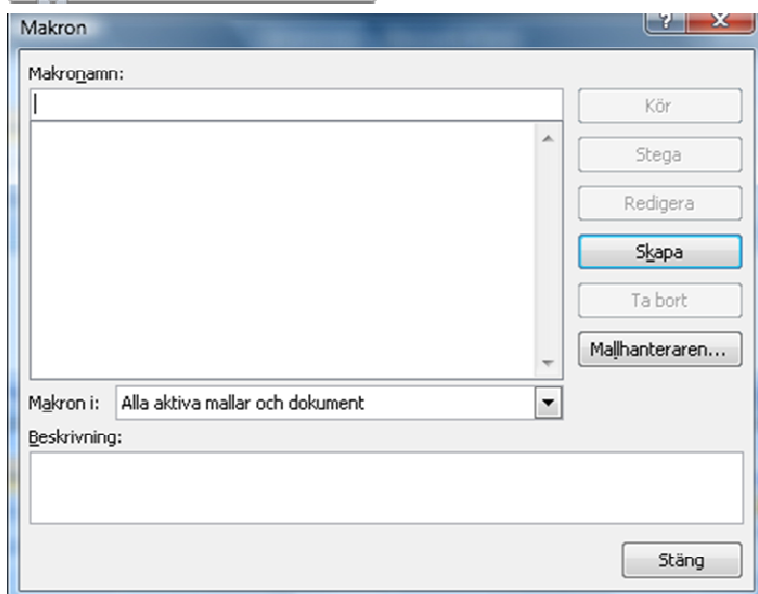 Makron
Makronamn:
Kör
Stega
Redigera
Skapa
Ta bort
Mallhanteraren...
Makron i: Alla aktiva mallar och dokument
Beskrivning:
Stäng